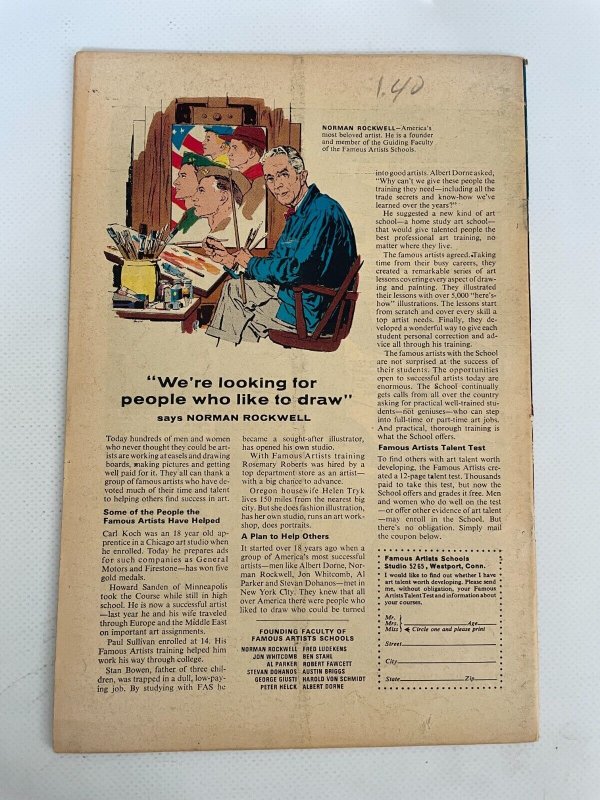 1.40
NORMAN ROCKWELL—America's
most beloved artist. He is a founder
and member of the Guiding Faculty
of the Famous Artists Schools.
"We're looking for
people who like to draw"
says NORMAN ROCKWELL
Today hundreds of men and women
who never thought they could be art-
ists are working at easels and drawing
boards, making pictures and getting
well paid for it. They all can thank a
group of famous artists who have de-
voted much of their time and talent
to helping others find success in art.
Some of the People the
Famous Artists Have Helped
Carl Koch was an 18 year old ap-
prentice in a Chicago art studio when
he enrolled. Today he prepares ads
for such companies as General
Motors and Firestone—has won five
gold medals.
Howard Sanden of Minneapolis
took the Course while still in high
school. He is now a successful artist
—last year he and his wife traveled
through Europe and the Middle East
on important art assignments.
Paul Sullivan enrolled at 14. His
Famous Artists training helped him
work his way through college.
Stan Bowen, father of three chil-
dren, was trapped in a dull, low-pay-
ing job. By studying with FAS he
became a sought-after illustrator,
has opened his own studio.
With Famous Artists training
Rosemary Roberts was hired by a
top department store as an artist—
with a big chance to advance.
Oregon housewife Helen Tryk
lives 150 miles from the nearest big
city. But she does fashion illustration,
has her own studio, runs an art work-
shop, does portraits.
A Plan to Help Others
It started over 18 years ago when a
group of America's most successful
artists—men like Albert Dorne, Nor-
man Rockwell, Jon Whitcomb, Al
Parker and Stevan Dohanos—met in
New York City. They knew that all
over America there were people who
liked to draw who could be turned
FOUNDING FACULTY OF
FAMOUS ARTISTS SCHOOLS
NORMAN ROCKWELL FRED LUDEKENS
JON WHITCOMB BEN STAHL
AL PARKER ROBERT FAWCETT
STEVAN DOHANOS AUSTIN BRIGGS
GEORGE GIUSTI HAROLD VON SCHMIDT
PETER HELCK ALBERT DORNE
into good artists. Albert Dorne asked,
"Why can't we give these people the
training they need—including all the
trade secrets and know-how we've
learned over the years?"
He suggested a new kind of art
school—a home study art school—
that would give talented people the
best professional art training, no
matter where they live.
The famous artists agreed. Taking
time from their busy careers, they
created a remarkable series of art
lessons covering every aspect of draw-
ing and painting. They illustrated
their lessons with over 5,000 "here's-
how" illustrations. The lessons start
from scratch and cover every skill a
top artist needs. Finally, they de-
veloped a wonderful way to give each
student personal correction and ad-
vice all through his training.
The famous artists with the School
are not surprised at the success of
their students. The opportunities
open to successful artists today are
enormous. The School continually
gets calls from all over the country
asking for practical well-trained stu-
dents—not geniuses—who can step
into full-time or part-time art jobs.
And practical, thorough training is
what the School offers.
Famous Artists Talent Test
To find others with art talent worth
developing, the Famous Artists cre-
ated a 12-page talent test. Thousands
paid to take this test, but now the
School offers and grades it free. Men
and women who do well on the test
—or offer other evidence of art talent
—may enroll in the School. But
there's no obligation. Simply mail
the coupon below.
Famous Artists Schools
Studio 5265, Westport, Conn.
I would like to find out whether I have
art talent worth developing. Please send
me, without obligation, your Famous
Artists Talent Test and information about
your courses.
Mr.
Mrs. Age
Miss Circle one and please print
Street
City
State Zip